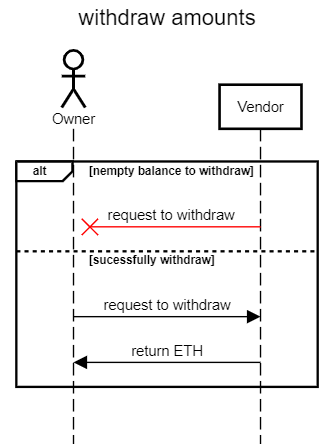 withdraw amounts
Owner
Vendor
alt
[nempty balance to withdraw]
request to withdraw
[sucessfully withdraw]
request to withdraw
return ETH